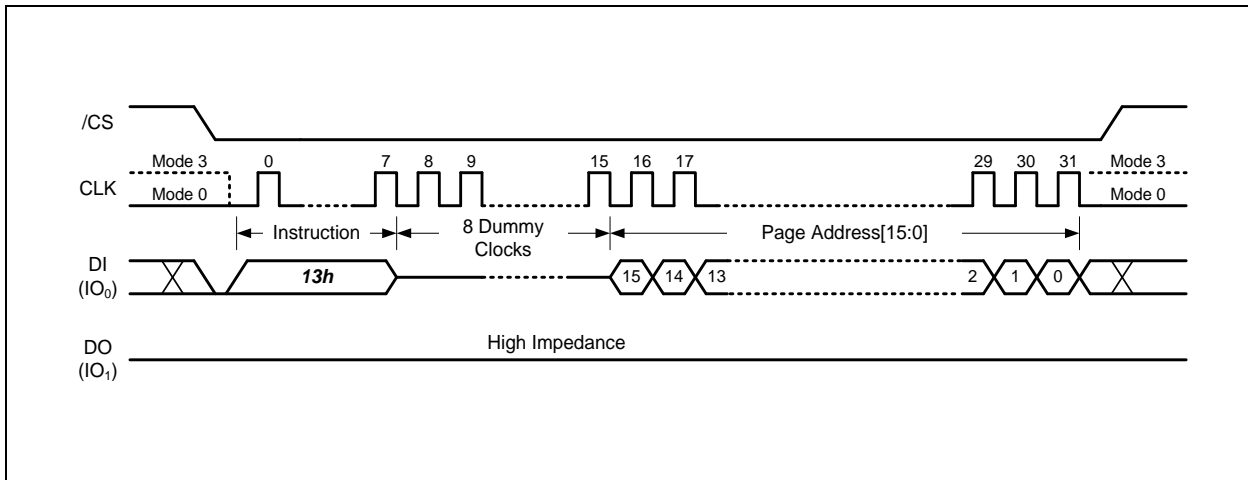 /CS
Mode 3 0 7 8 9 15 16 17 29 30 31 Mode 3
CLK
Mode 0 Mode 0
Instruction 8 Dummy Clocks Page Address[15:0]
DI (IO₀) 13h 15 14 13 2 1 0
High Impedance
DO (IO₁)